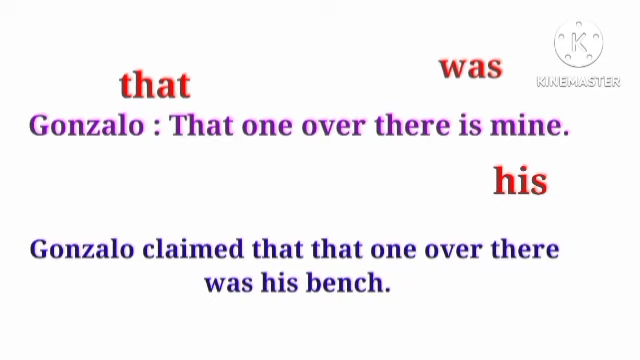 was
KINEMASTER
that
Gonzalo : That one over there is mine.
his
Gonzalo claimed that that one over there
was his bench.